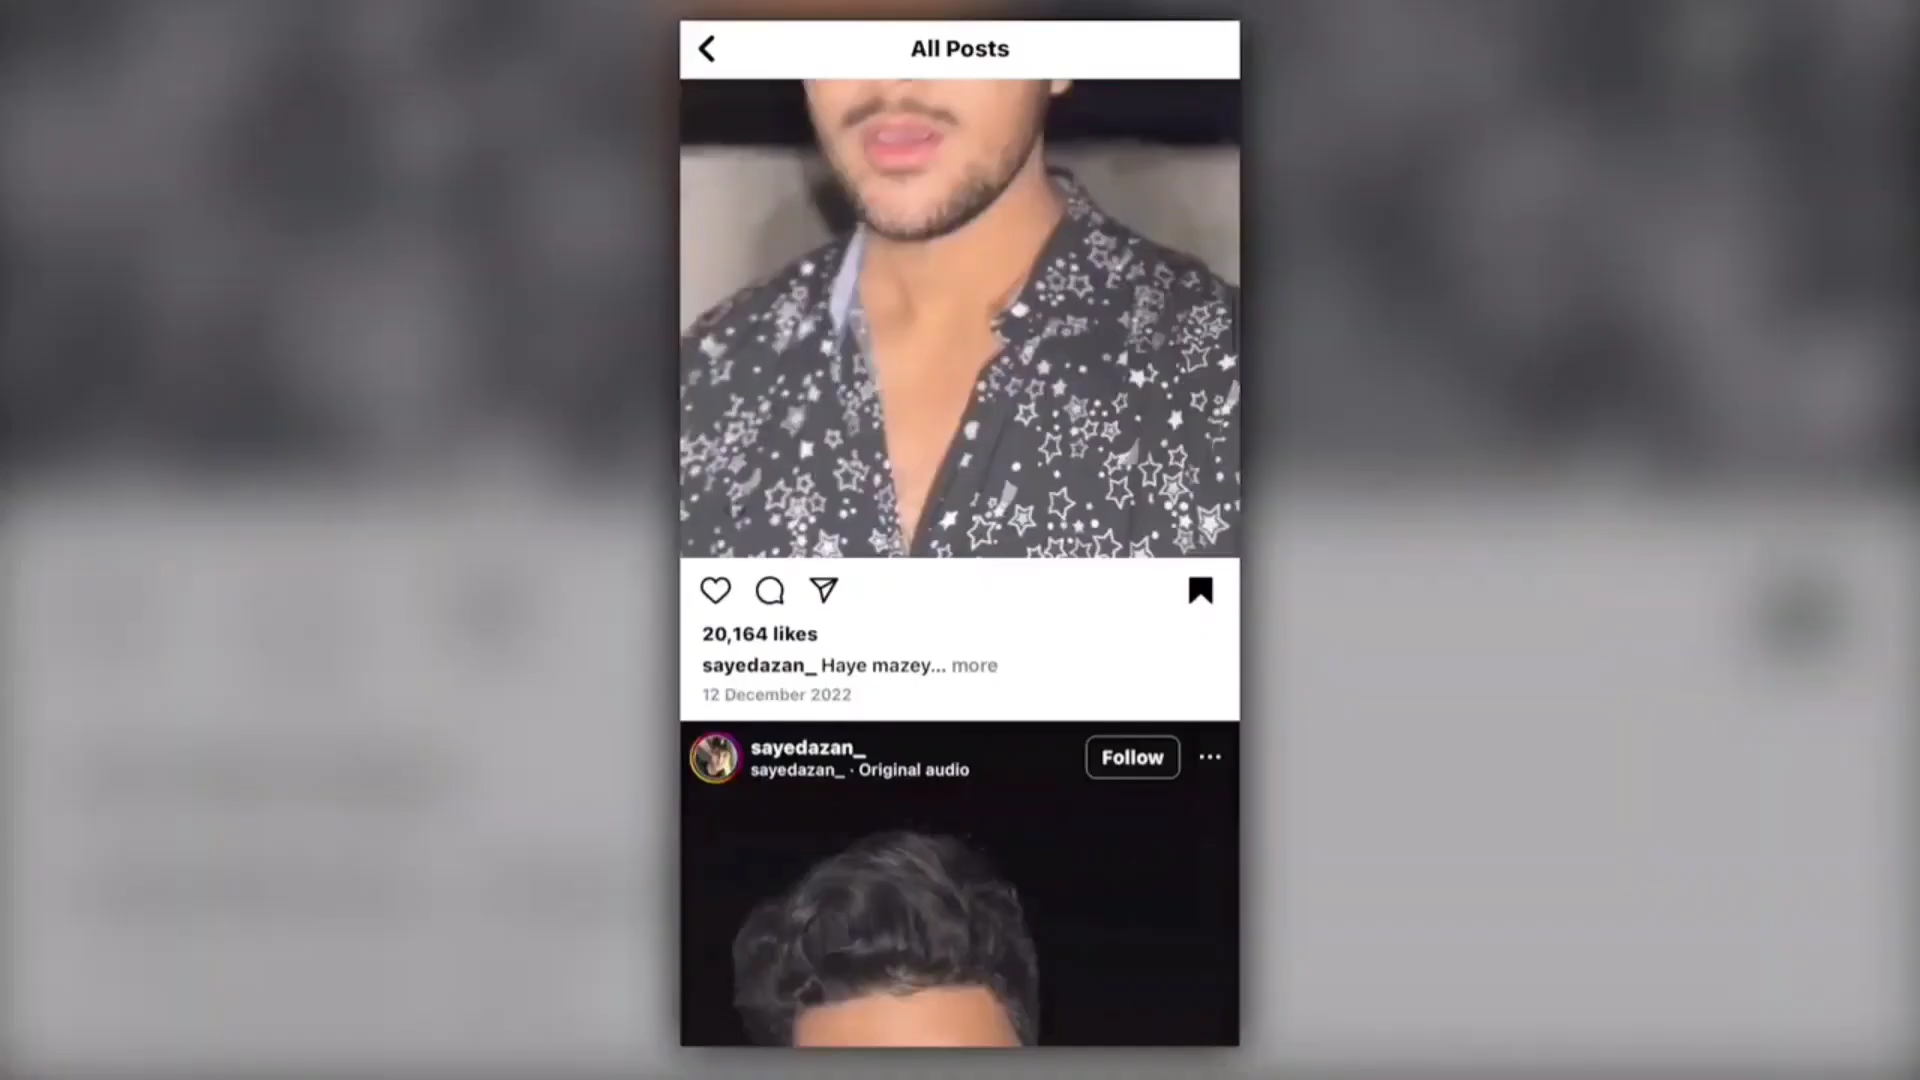 All Posts
20,164 likes
sayedazan_ Haye mazey... more
12 December 2022
sayedazan_
sayedazan_ · Original audio
Follow